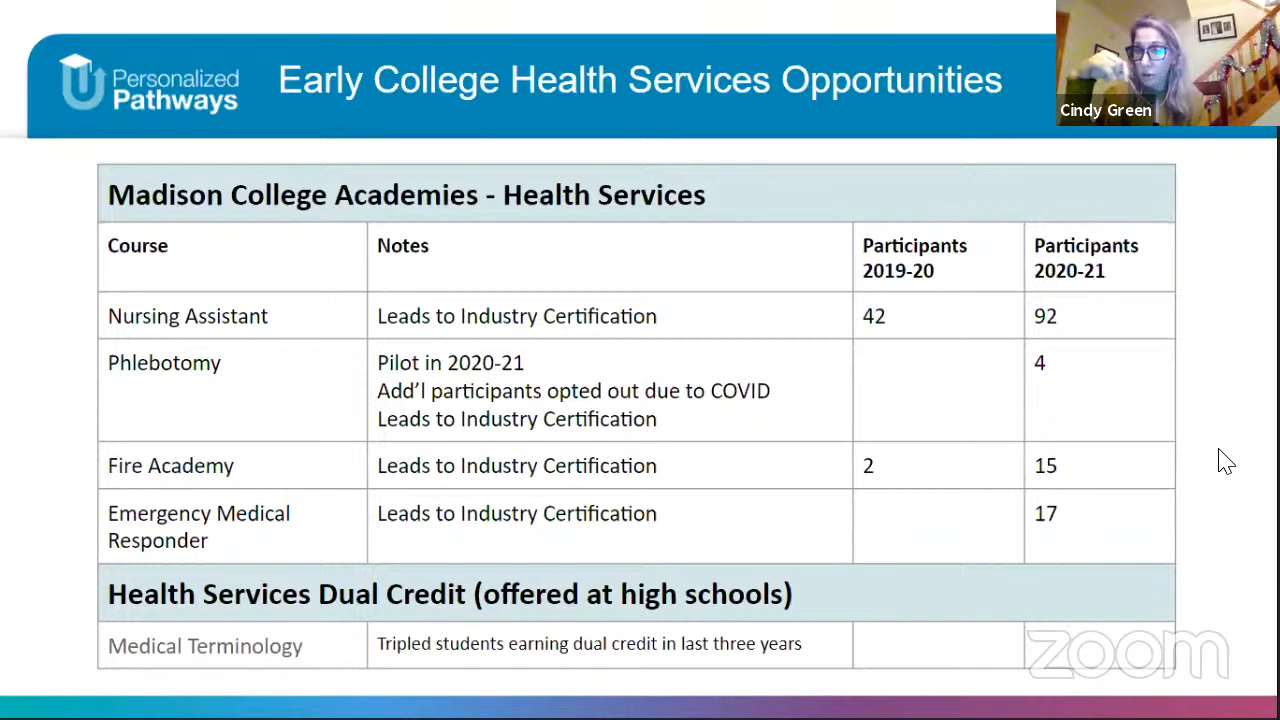 Personalized
Pathways
Early College Health Services Opportunities
Cindy Green
Madison College Academies - Health Services
Course
Notes
Participants
2019-20
Participants
2020-21
Nursing Assistant
Leads to Industry Certification
42
92
Phlebotomy
Pilot in 2020-21
Add’l participants opted out due to COVID
Leads to Industry Certification
4
Fire Academy
Leads to Industry Certification
2
15
Emergency Medical
Responder
Leads to Industry Certification
17
Health Services Dual Credit (offered at high schools)
Medical Terminology
Tripled students earning dual credit in last three years
zoom